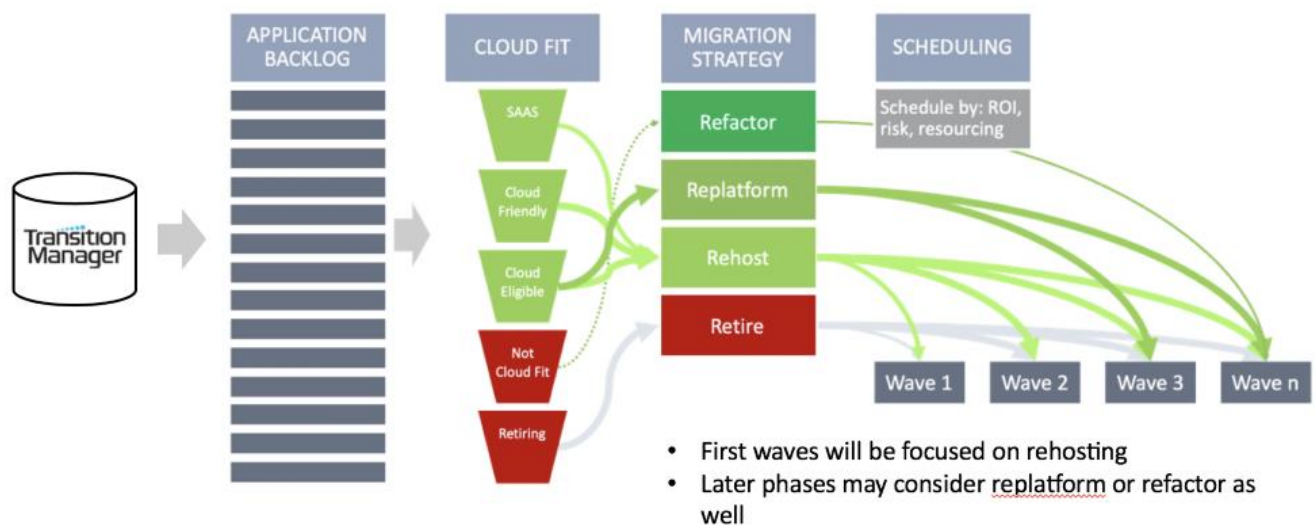 APPLICATION
BACKLOG
CLOUD FIT
MIGRATION
STRATEGY
SCHEDULING
Transition
Manager
SAAS
Cloud
Friendly
Cloud
Eligible
Not
Cloud Fit
Retiring
Refactor
Replatform
Rehost
Retire
Schedule by: ROI,
risk, resourcing
Wave 1
Wave 2
Wave 3
Wave n
• First waves will be focused on rehosting
• Later phases may consider replatform or refactor as
well